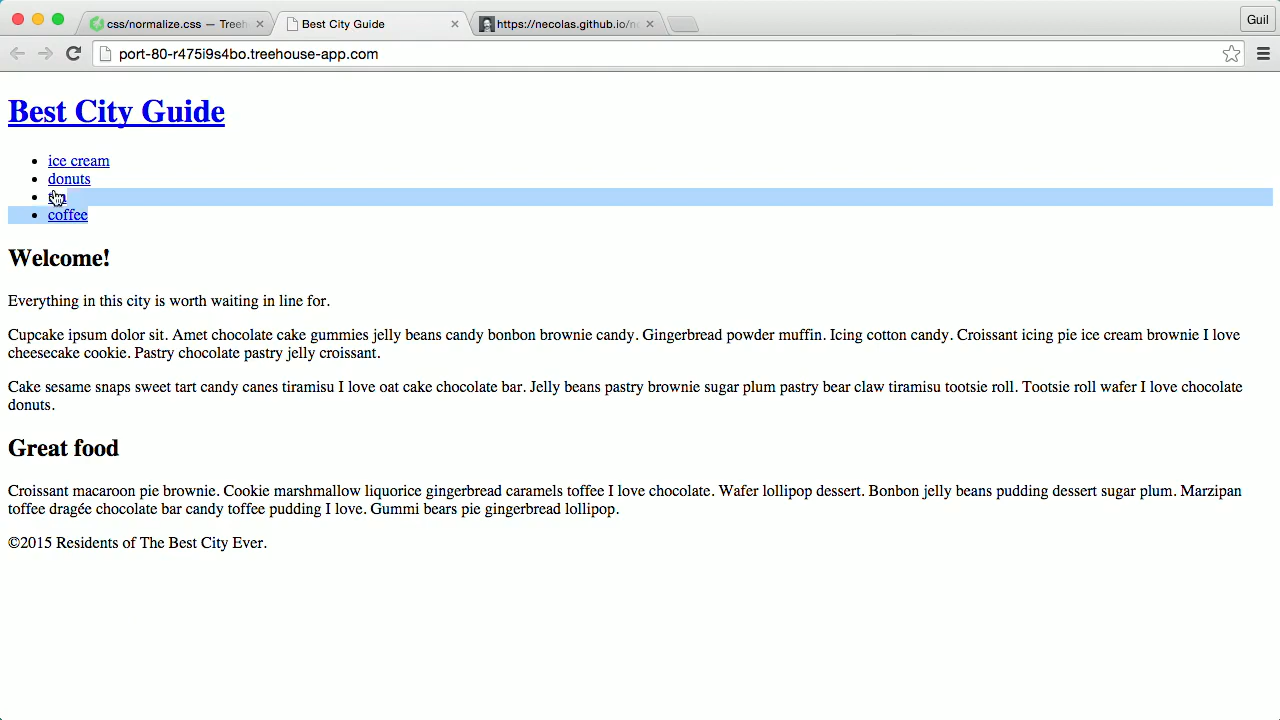 css/normalize.css — Treeh
Best City Guide
https://necolas.github.io/no
Guil
port-80-r475i9s4bo.treehouse-app.com
Best City Guide
ice cream
donuts
coffee
Welcome!
Everything in this city is worth waiting in line for.
Cupcake ipsum dolor sit. Amet chocolate cake gummies jelly beans candy bonbon brownie candy. Gingerbread powder muffin. Icing cotton candy. Croissant icing pie ice cream brownie I love
cheesecake cookie. Pastry chocolate pastry jelly croissant.
Cake sesame snaps sweet tart candy canes tiramisu I love oat cake chocolate bar. Jelly beans pastry brownie sugar plum pastry bear claw tiramisu tootsie roll. Tootsie roll wafer I love chocolate
donuts.
Great food
Croissant macaroon pie brownie. Cookie marshmallow liquorice gingerbread caramels toffee I love chocolate. Wafer lollipop dessert. Bonbon jelly beans pudding dessert sugar plum. Marzipan
toffee dragée chocolate bar candy toffee pudding I love. Gummi bears pie gingerbread lollipop.
©2015 Residents of The Best City Ever.